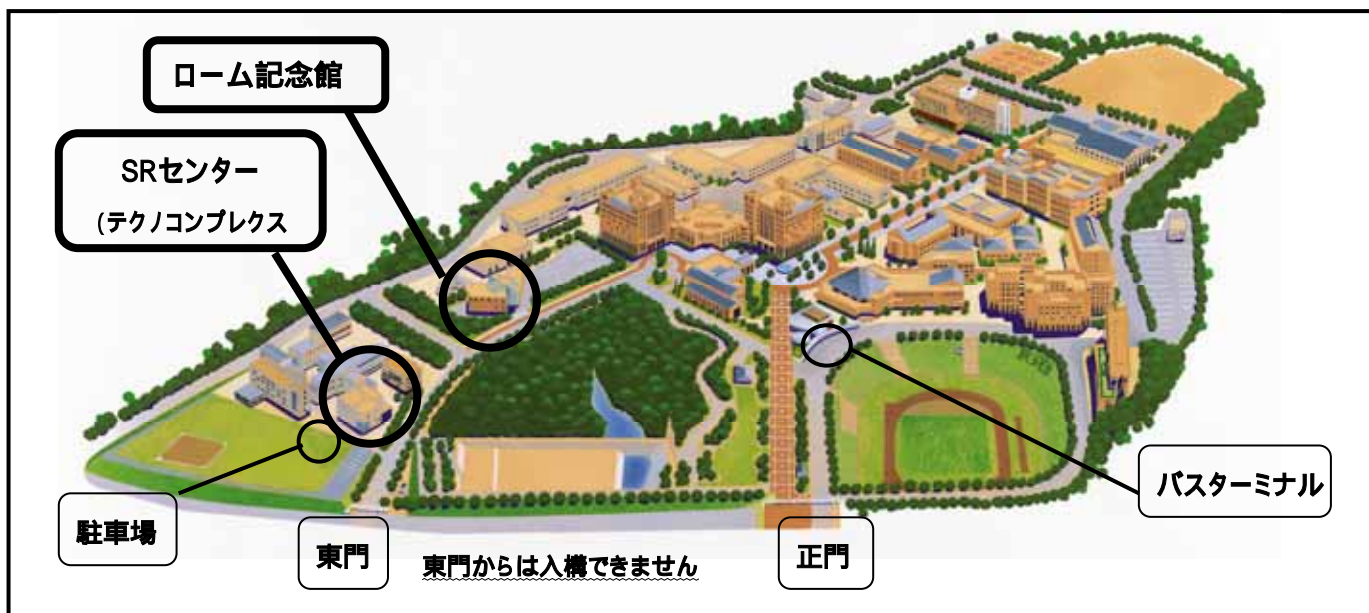 ローム記念館
SRセンター
(テクノコンプレクス
バスターミナル
駐車場
東門
東門からは入構できません
正門